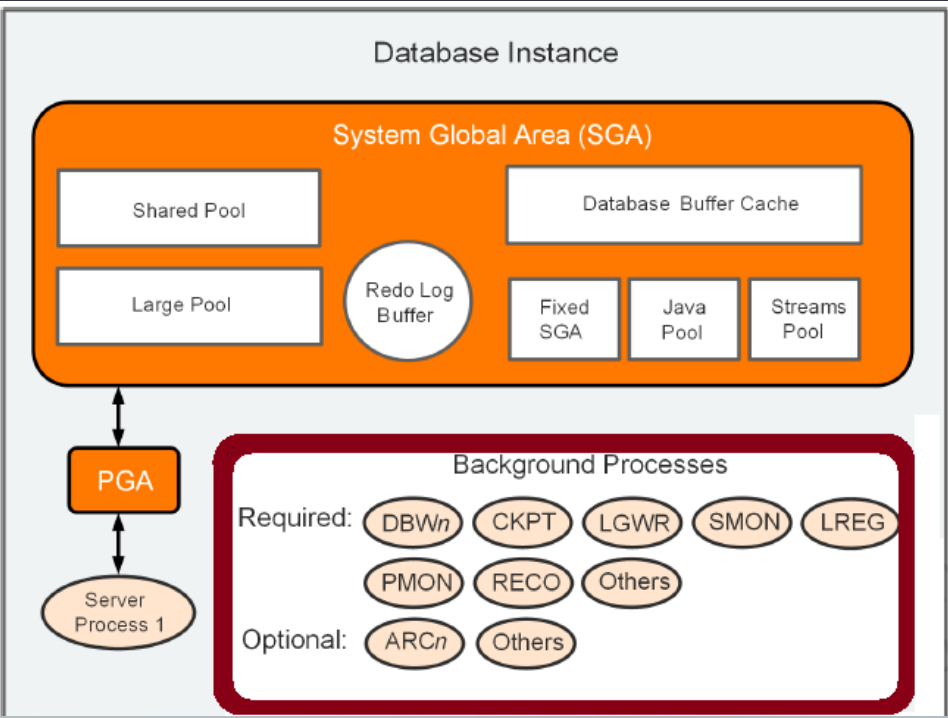 Database Instance
System Global Area (SGA)
Shared Pool
Database Buffer Cache
Large Pool
Redo Log
Buffer
Fixed
SGA
Java
Pool
Streams
Pool
PGA
Server
Process 1
Background Processes
Required: DBWn CKPT LGWR SMON LREG
PMON RECO Others
Optional: ARCn Others